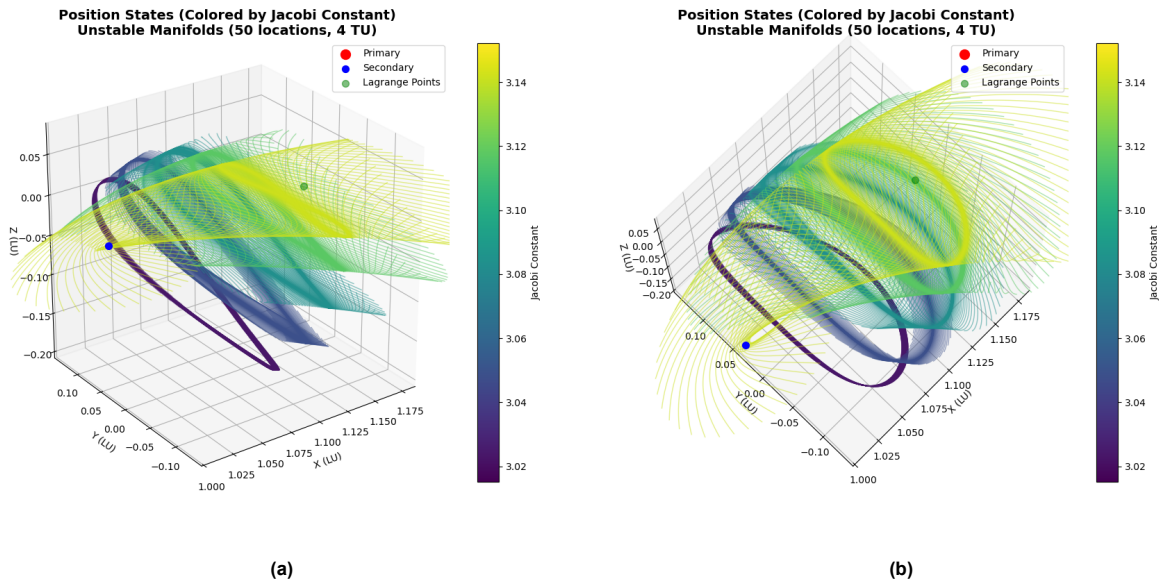 Position States (Colored by Jacobi Constant)
Unstable Manifolds (50 locations, 4 TU)
Primary
Secondary
Lagrange Points
0.05
0.00
−0.05
−0.10
−0.15
−0.20
Z (LU)
0.10
0.05
0.00
−0.05
−0.10
Y (LU)
1.000
1.025
1.050
1.075
1.100
1.125
1.150
1.175
X (LU)
3.14
3.12
3.10
3.08
3.06
3.04
3.02
Jacobi Constant
(a)
Position States (Colored by Jacobi Constant)
Unstable Manifolds (50 locations, 4 TU)
Primary
Secondary
Lagrange Points
0.05
0.00
−0.05
−0.10
−0.15
−0.20
Z (LU)
0.10
0.05
0.00
−0.05
−0.10
Y (LU)
1.000
1.025
1.050
1.075
1.100
1.125
1.150
1.175
X (LU)
3.14
3.12
3.10
3.08
3.06
3.04
3.02
Jacobi Constant
(b)